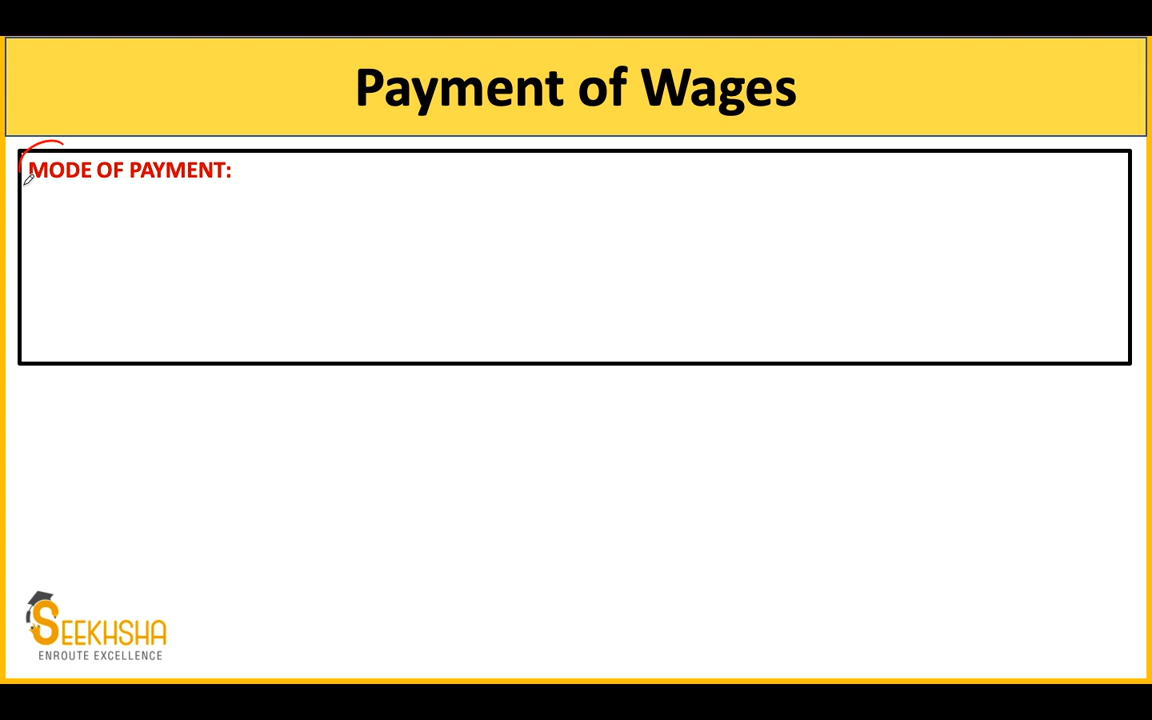 Payment of Wages
MODE OF PAYMENT:
SEEKHSHA
ENROUTE EXCELLENCE